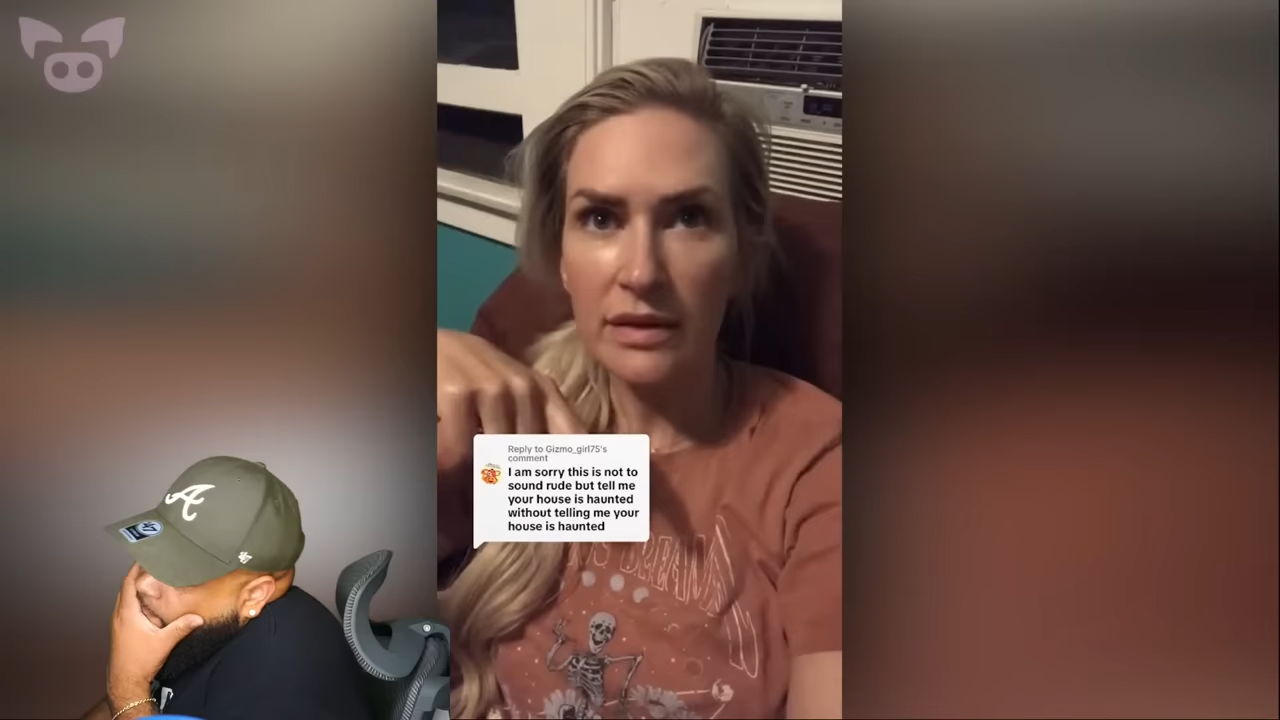 A
47
Reply to Gizmo_girl75's
comment
I am sorry this is not to
sound rude but tell me
your house is haunted
without telling me your
house is haunted